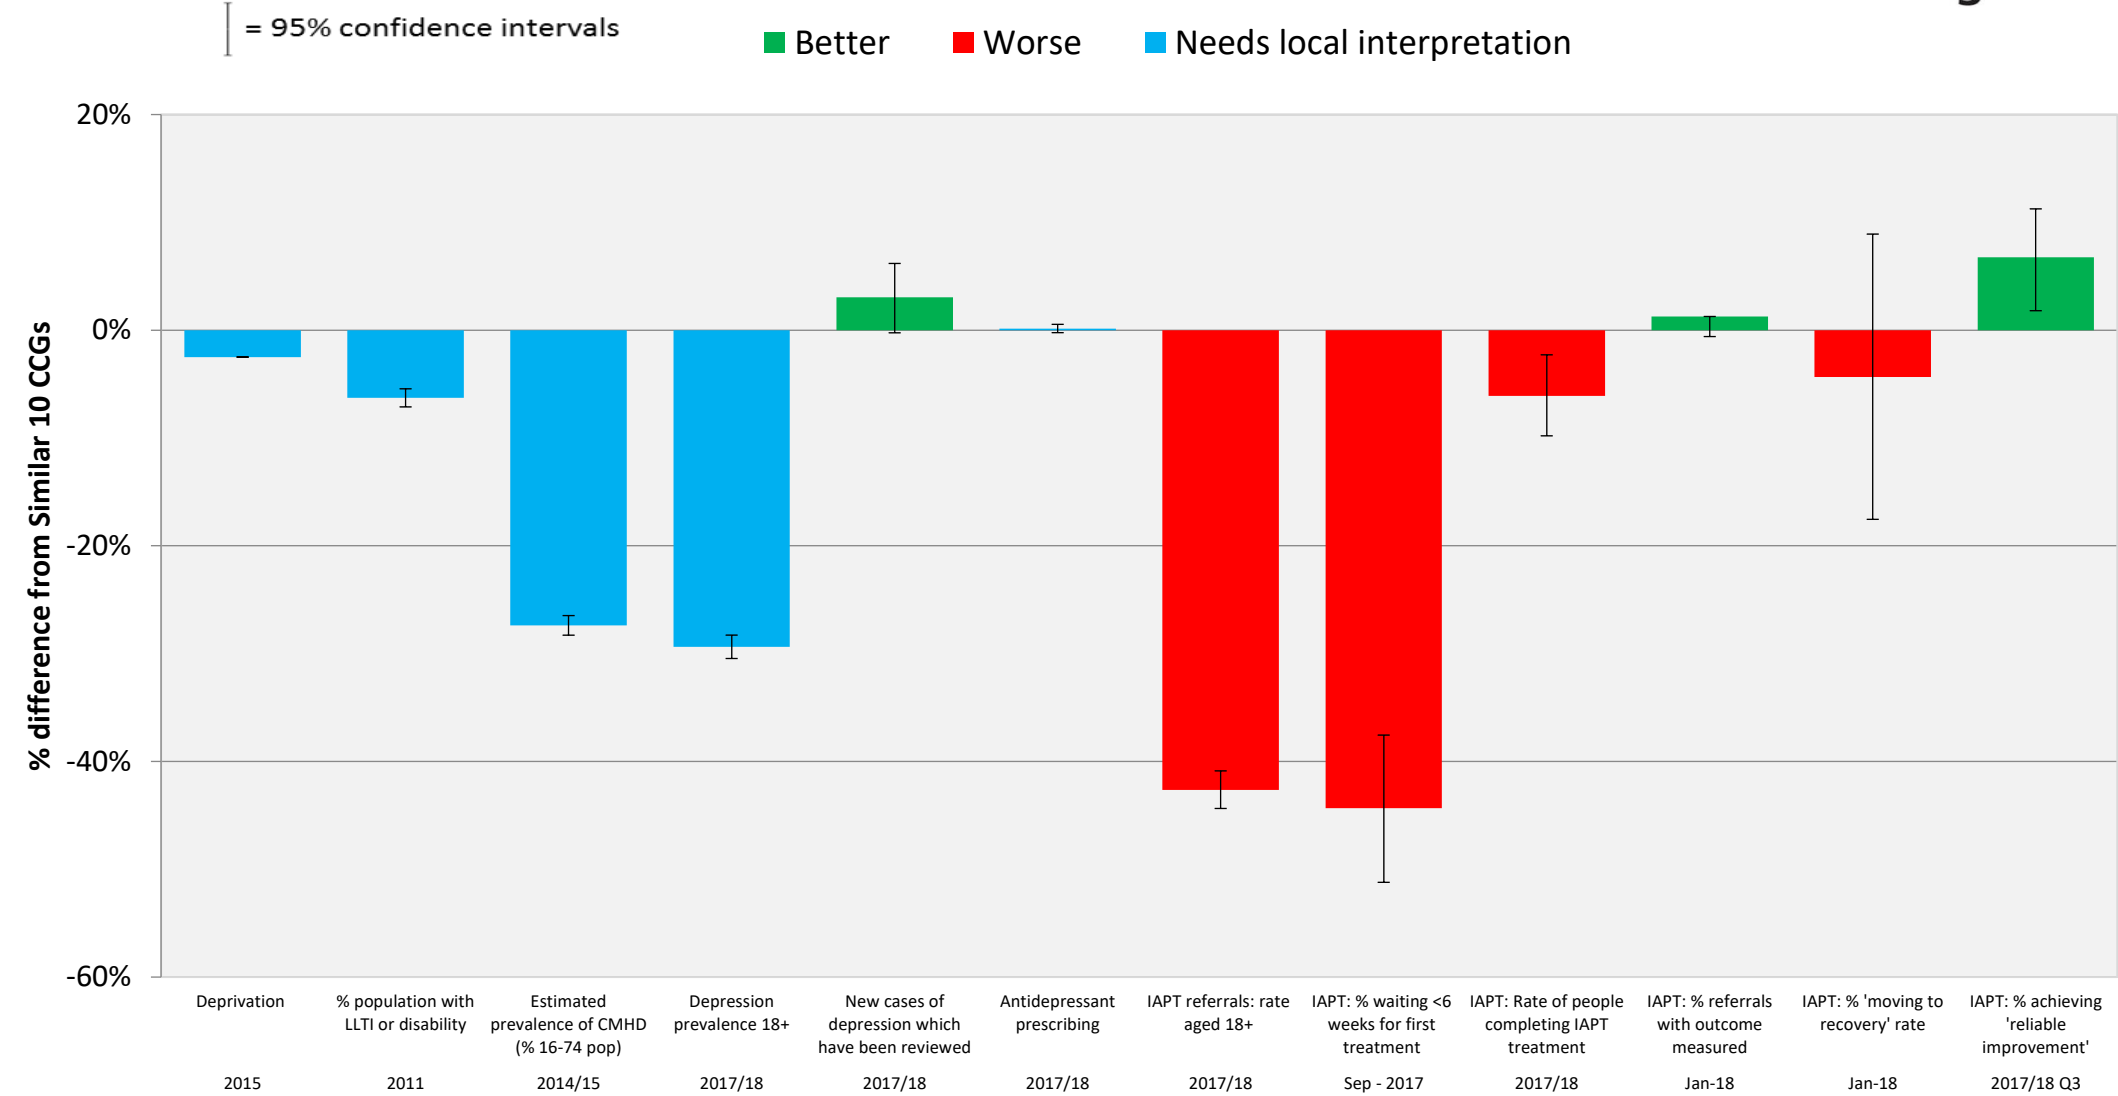 = 95% confidence intervals
Better Worse Needs local interpretation
20%
0%
-20%
-40%
-60%
% difference from Similar 10 CCGs
Deprivation
2015
% population with
LLTI or disability
2011
Estimated
prevalence of CMHD
(% 16-74 pop)
2014/15
Depression
prevalence 18+
2017/18
New cases of
depression which
have been reviewed
2017/18
Antidepressant
prescribing
2017/18
IAPT referrals: rate
aged 18+
2017/18
IAPT: % waiting <6
weeks for first
treatment
Sep - 2017
IAPT: Rate of people
completing IAPT
treatment
2017/18
IAPT: % referrals
with outcome
measured
Jan-18
IAPT: % 'moving to
recovery' rate
Jan-18
IAPT: % achieving
'reliable
improvement'
2017/18 Q3